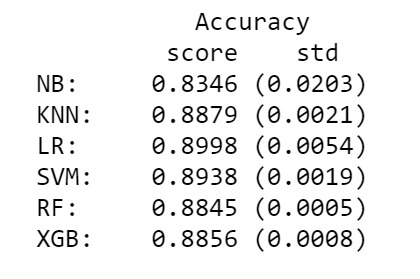 Accuracy
score std
NB: 0.8346 (0.0203)
KNN: 0.8879 (0.0021)
LR: 0.8998 (0.0054)
SVM: 0.8938 (0.0019)
RF: 0.8845 (0.0005)
XGB: 0.8856 (0.0008)